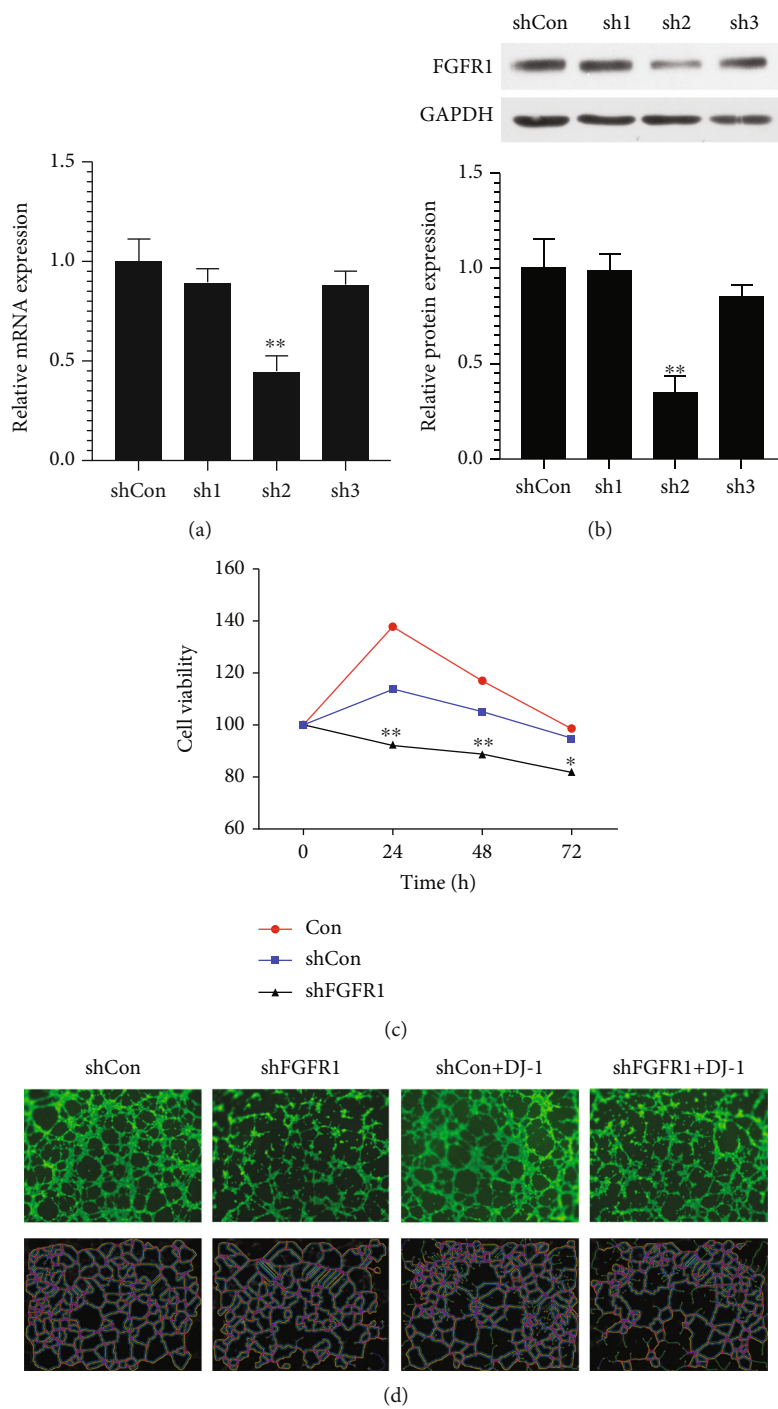 shCon sh1 sh2 sh3
FGFR1
GAPDH
Relative mRNA expression
1.5
1.0
0.5
0.0
**
shCon sh1 sh2 sh3
(a)
Relative protein expression
1.5
1.0
0.5
0.0
**
shCon sh1 sh2 sh3
(b)
Cell viability
160
140
120
100
80
60
** ** *
0 24 48 72
Time (h)
Con
shCon
shFGFR1
(c)
shCon shFGFR1 shCon+DJ-1 shFGFR1+DJ-1
(d)